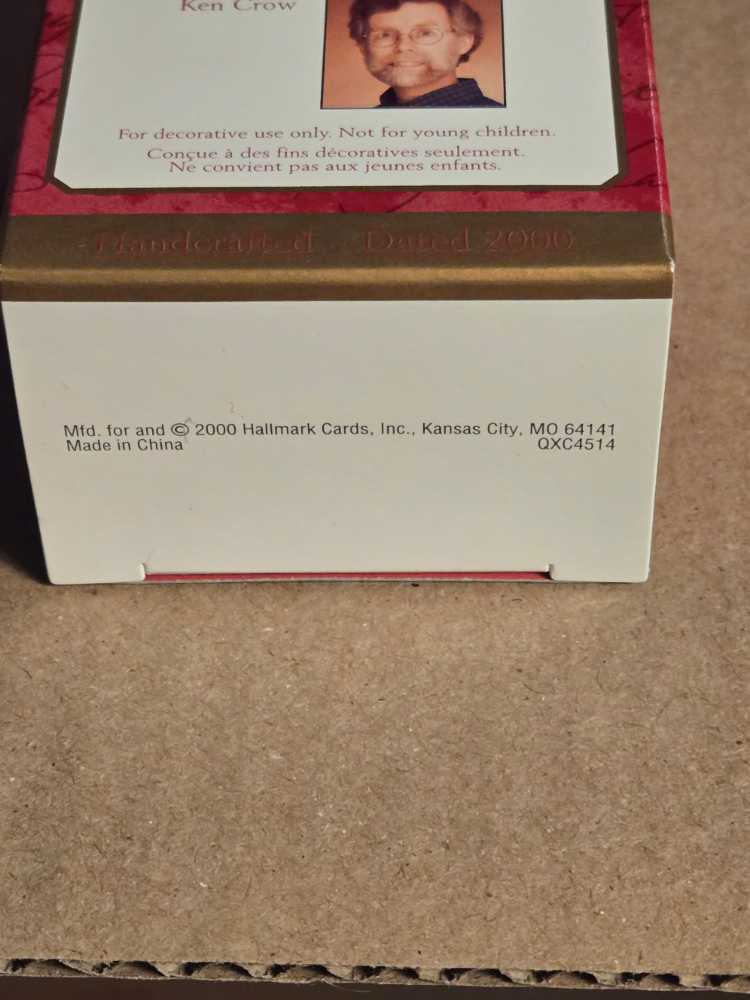 Ken Crow
For decorative use only. Not for young children.
Conçue à des fins décoratives seulement.
Ne convient pas aux jeunes enfants.
Handcrafted Dated 2000
Mfd. for and © 2000 Hallmark Cards, Inc., Kansas City, MO 64141
Made in China QXC4514